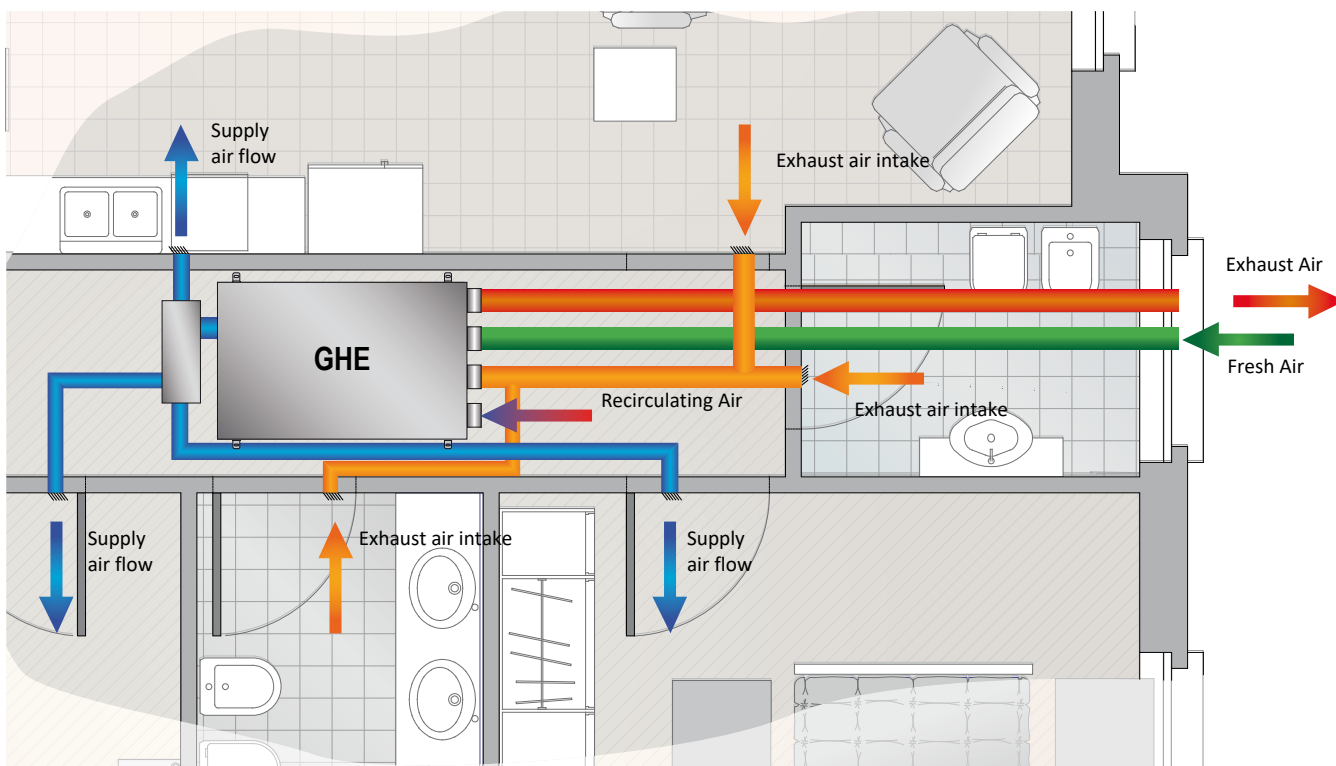 Supply
air flow
Exhaust air intake
Exhaust Air
GHE
Fresh Air
Recirculating Air
Exhaust air intake
Supply
air flow
Exhaust air intake
Supply
air flow